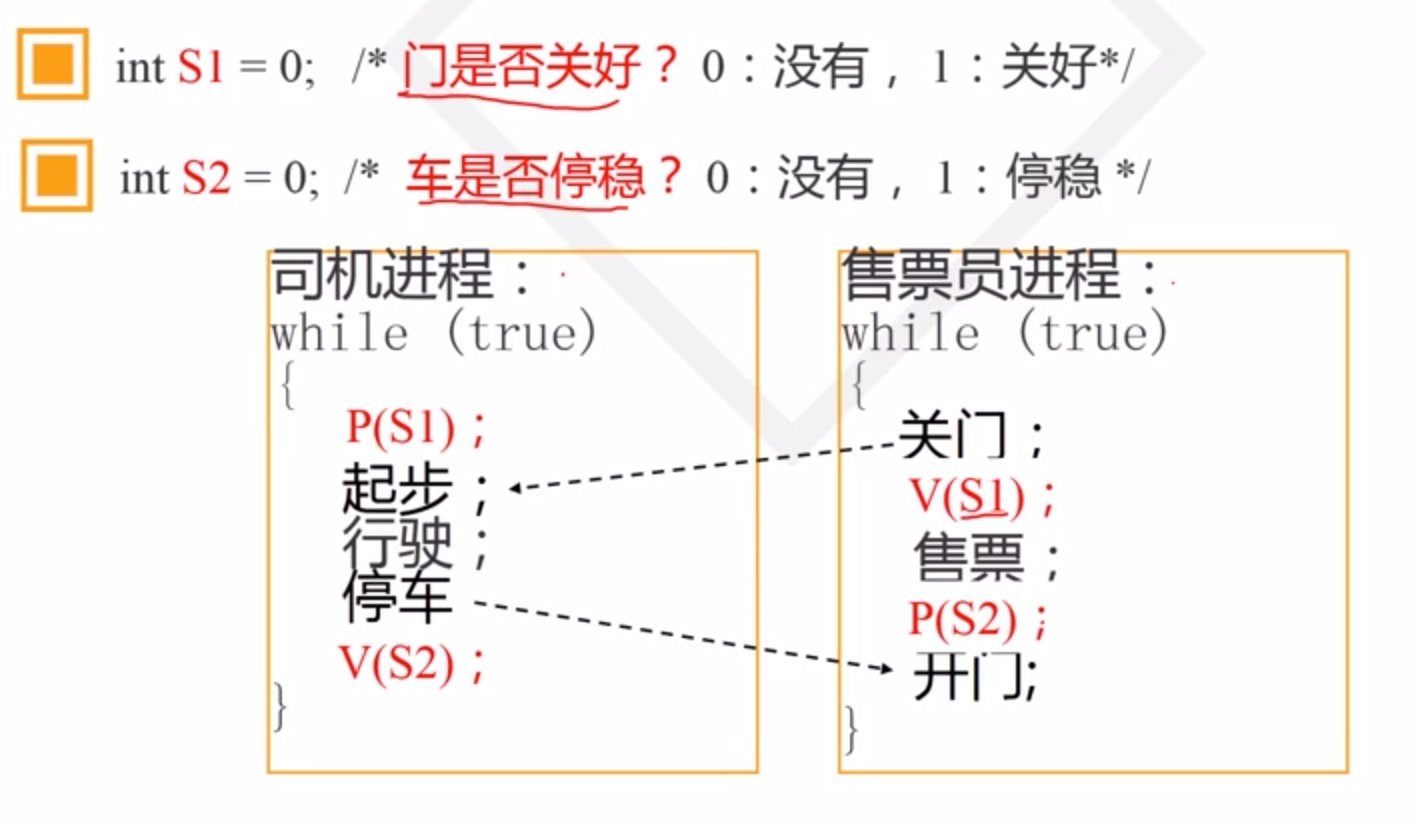 int S1 = 0;   /* 门是否关好？ 0：没有，1：关好*/
int S2 = 0;  /*  车是否停稳？ 0：没有，1：停稳 */
司机进程：
while (true)
{
P(S1)；
起步；
行驶；
停车
V(S2)；
}
售票员进程：
while (true)
{
关门；
V(S1)；
售票；
P(S2)；
开门;
}